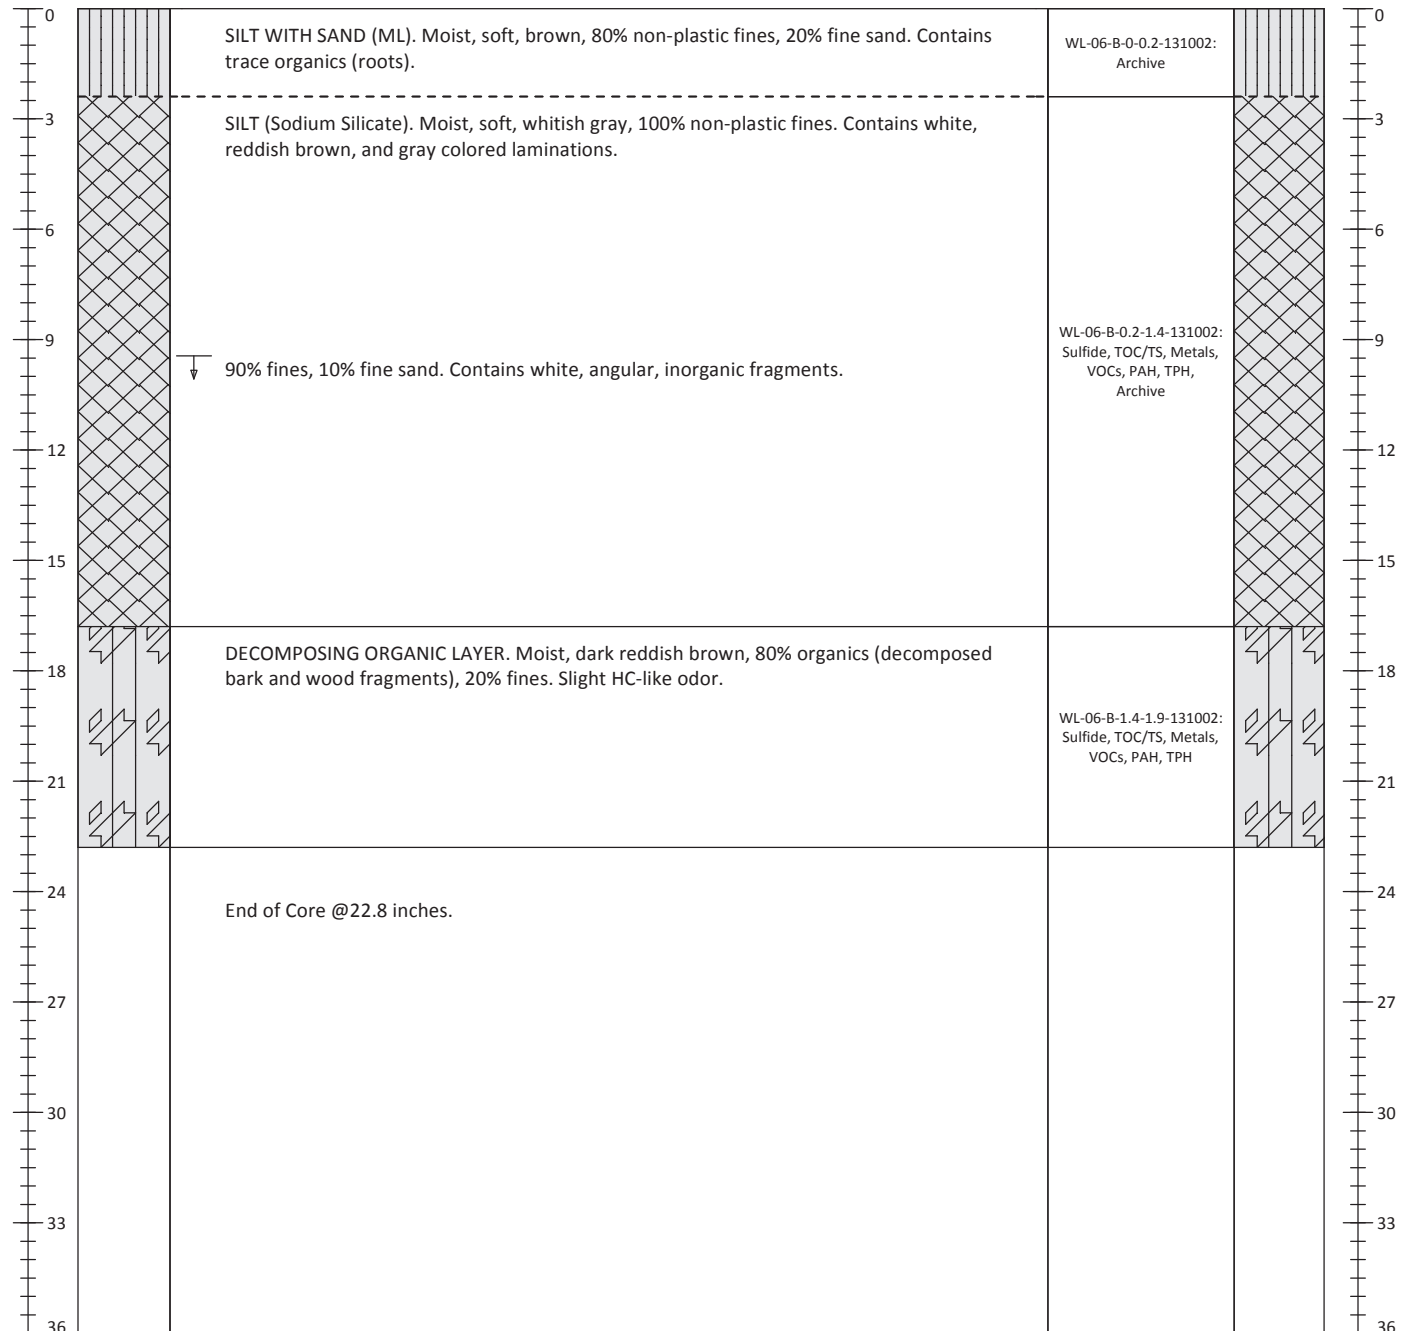 0
3
6
9
12
15
18
21
24
27
30
33
36
SILT WITH SAND (ML). Moist, soft, brown, 80% non-plastic fines, 20% fine sand. Contains
trace organics (roots).
SILT (Sodium Silicate). Moist, soft, whitish gray, 100% non-plastic fines. Contains white,
reddish brown, and gray colored laminations.
90% fines, 10% fine sand. Contains white, angular, inorganic fragments.
DECOMPOSING ORGANIC LAYER. Moist, dark reddish brown, 80% organics (decomposed
bark and wood fragments), 20% fines. Slight HC-like odor.
End of Core @22.8 inches.
WL-06-B-0-0.2-131002:
Archive
WL-06-B-0.2-1.4-131002:
Sulfide, TOC/TS, Metals,
VOCs, PAH, TPH,
Archive
WL-06-B-1.4-1.9-131002:
Sulfide, TOC/TS, Metals,
VOCs, PAH, TPH
0
3
6
9
12
15
18
21
24
27
30
33
36